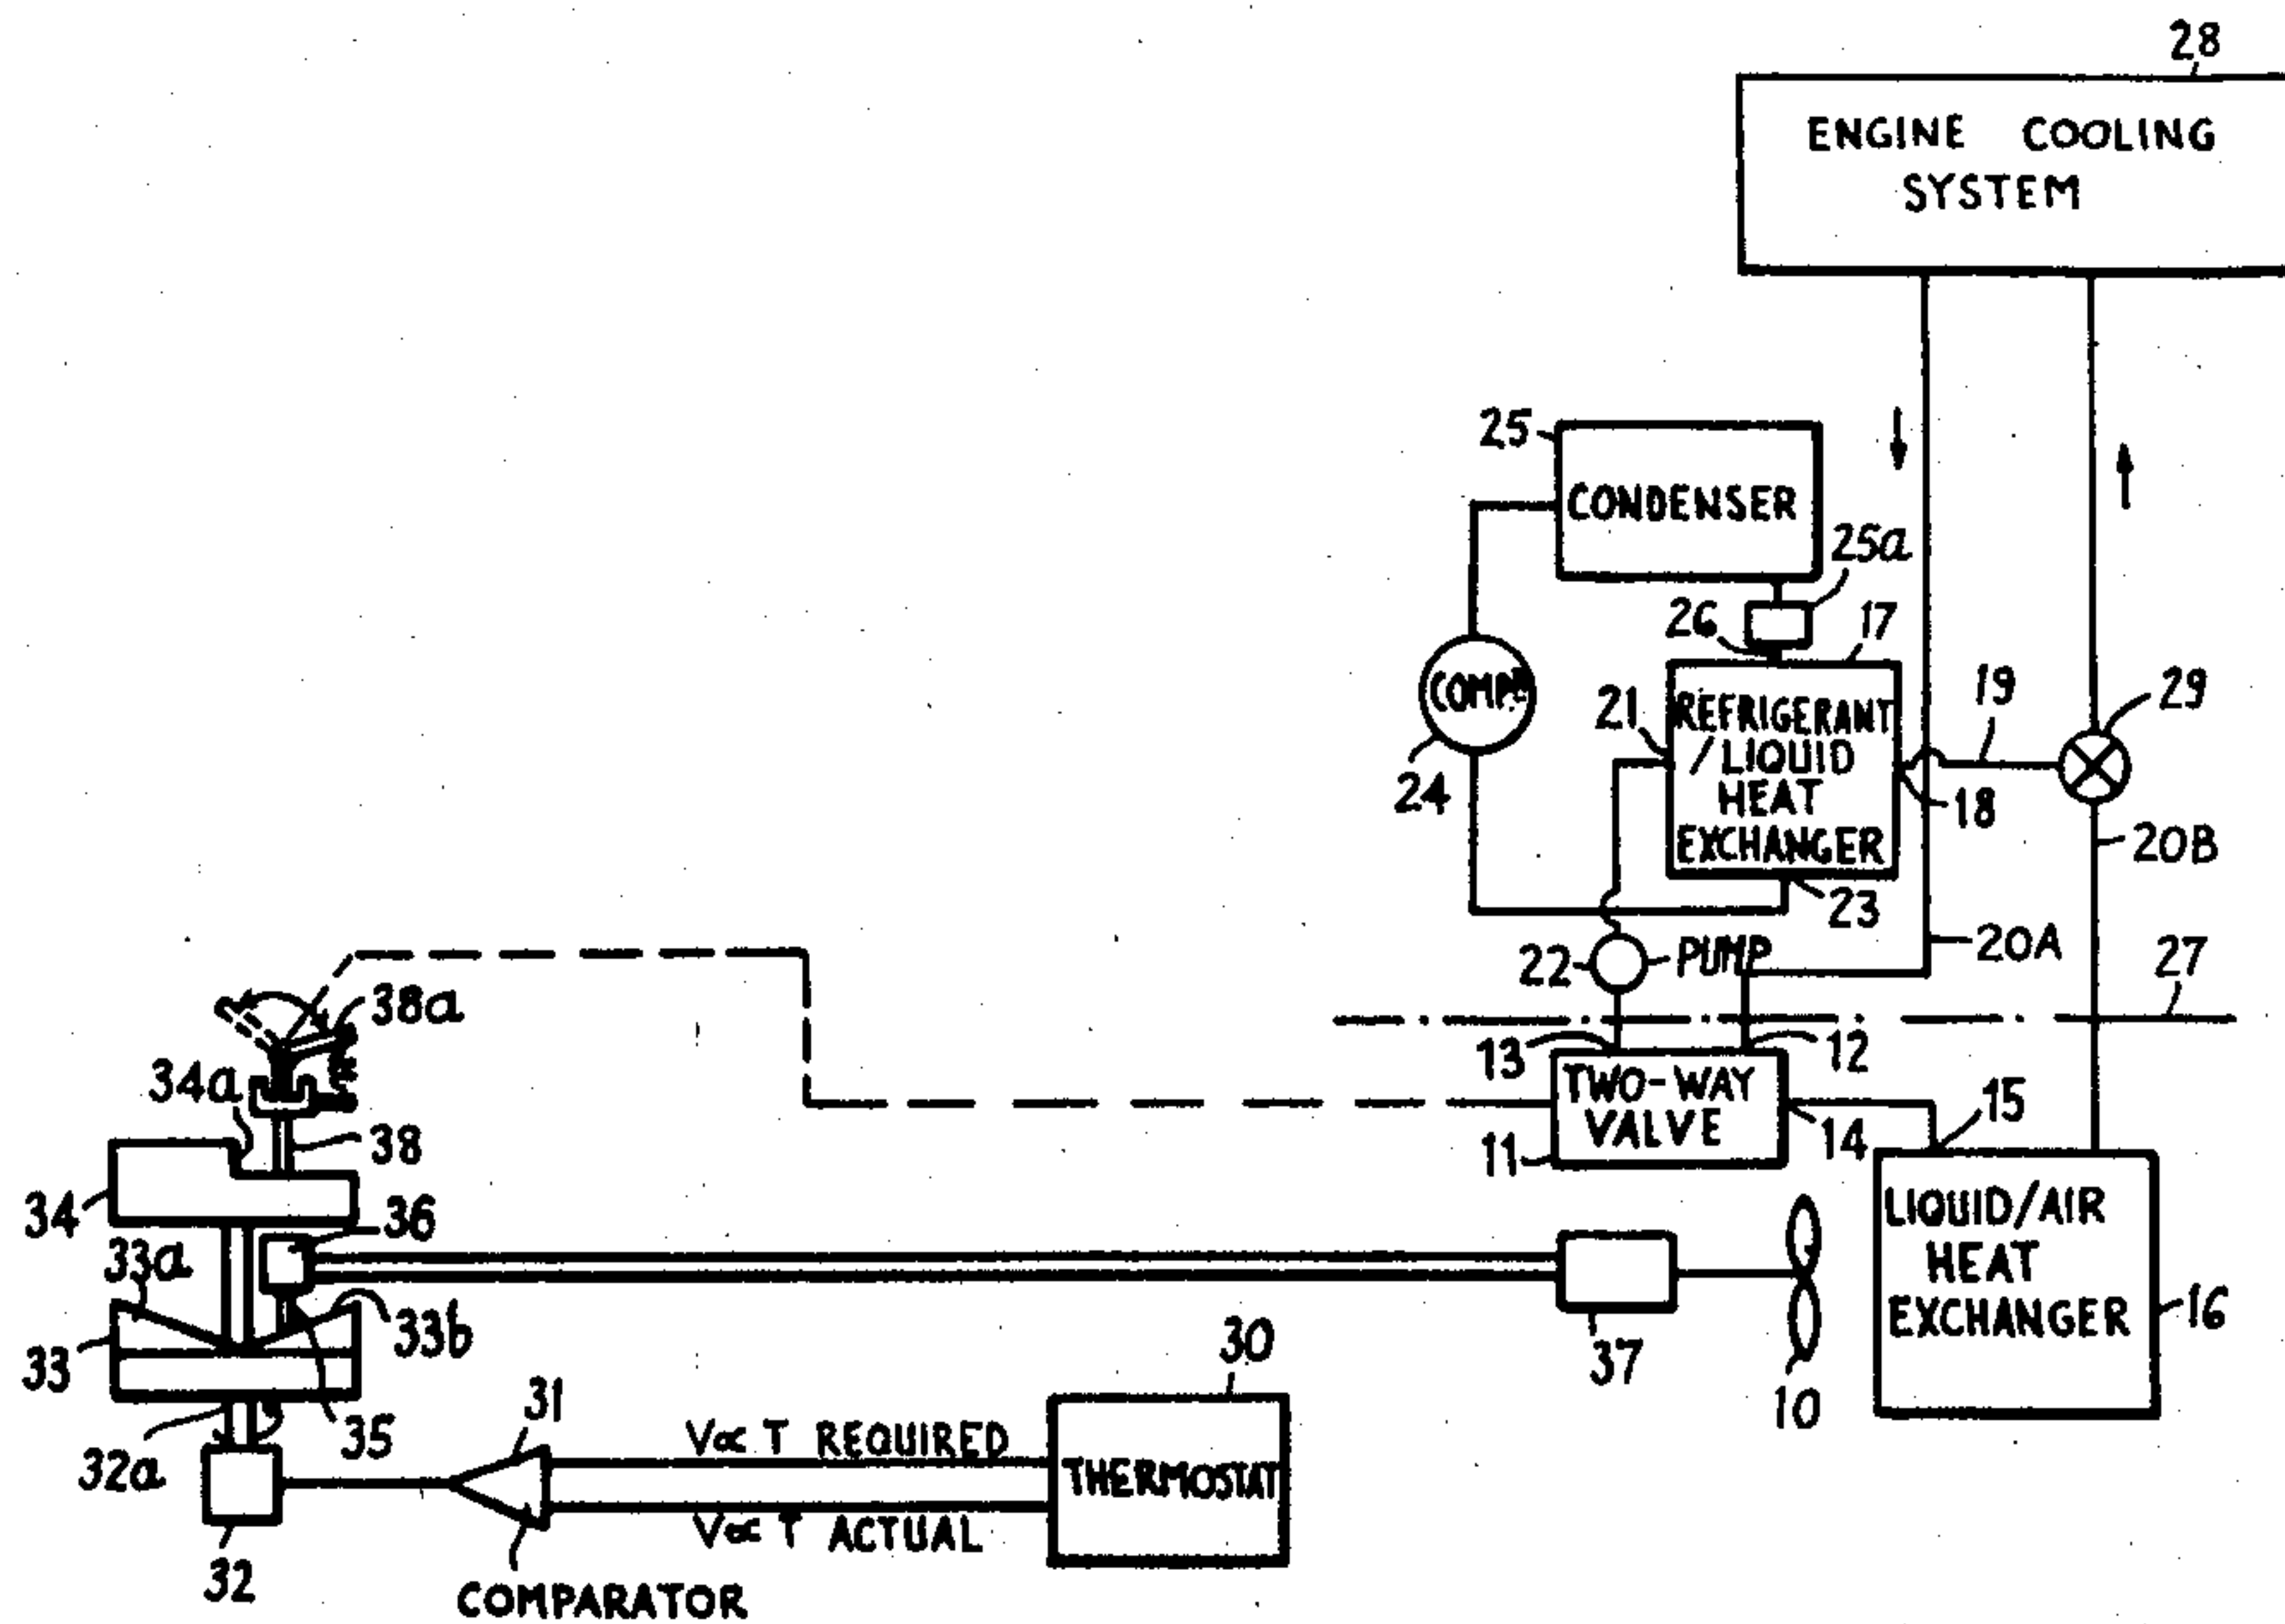 28
ENGINE COOLING
SYSTEM
25
CONDENSER
25a
26
17
21
REFRIGERANT
/LIQUID
HEAT
EXCHANGER
19
29
18
24
23
20B
20A
27
22
PUMP
38a
34a
38
13
12
TWO-WAY
VALVE
11
14
15
34
36
33a
33b
33
LIQUID/AIR
HEAT
EXCHANGER
16
37
10
30
31
35
32a
V∝ T REQUIRED
THERMOSTAT
V∝ T ACTUAL
32
COMPARATOR